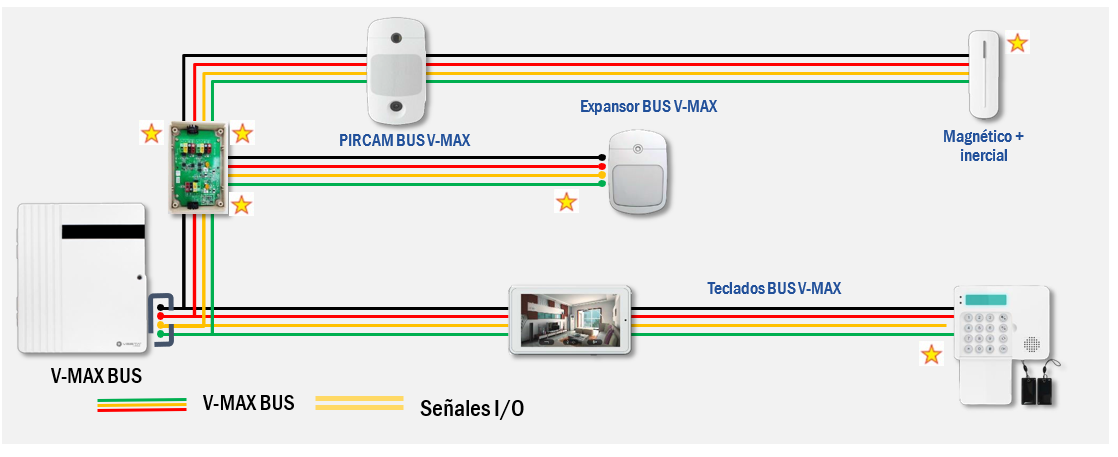 Expansor BUS V-MAX
PIRCAM BUS V-MAX
Magnético +
inercial
Teclados BUS V-MAX
V-MAX BUS
V-MAX BUS
Señales I/O